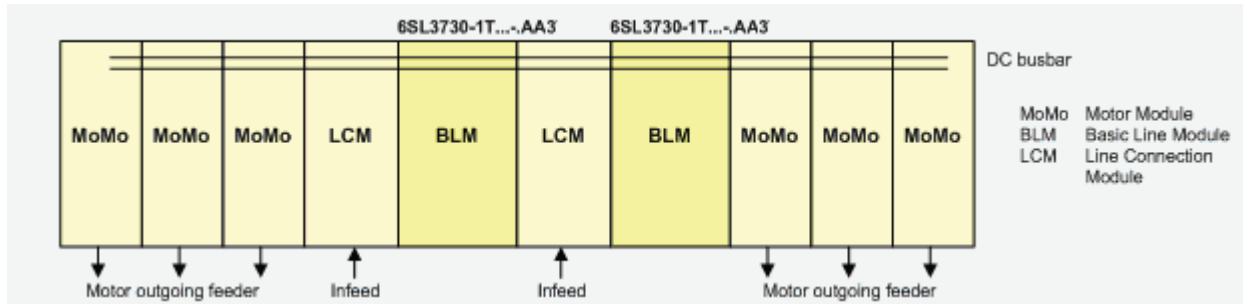 6SL3730-1T...-.AA3 6SL3730-1T...-.AA3
DC busbar
MoMo MoMo MoMo LCM BLM LCM BLM MoMo MoMo MoMo
MoMo Motor Module
BLM Basic Line Module
LCM Line Connection
Module
Motor outgoing feeder Infeed Infeed Motor outgoing feeder